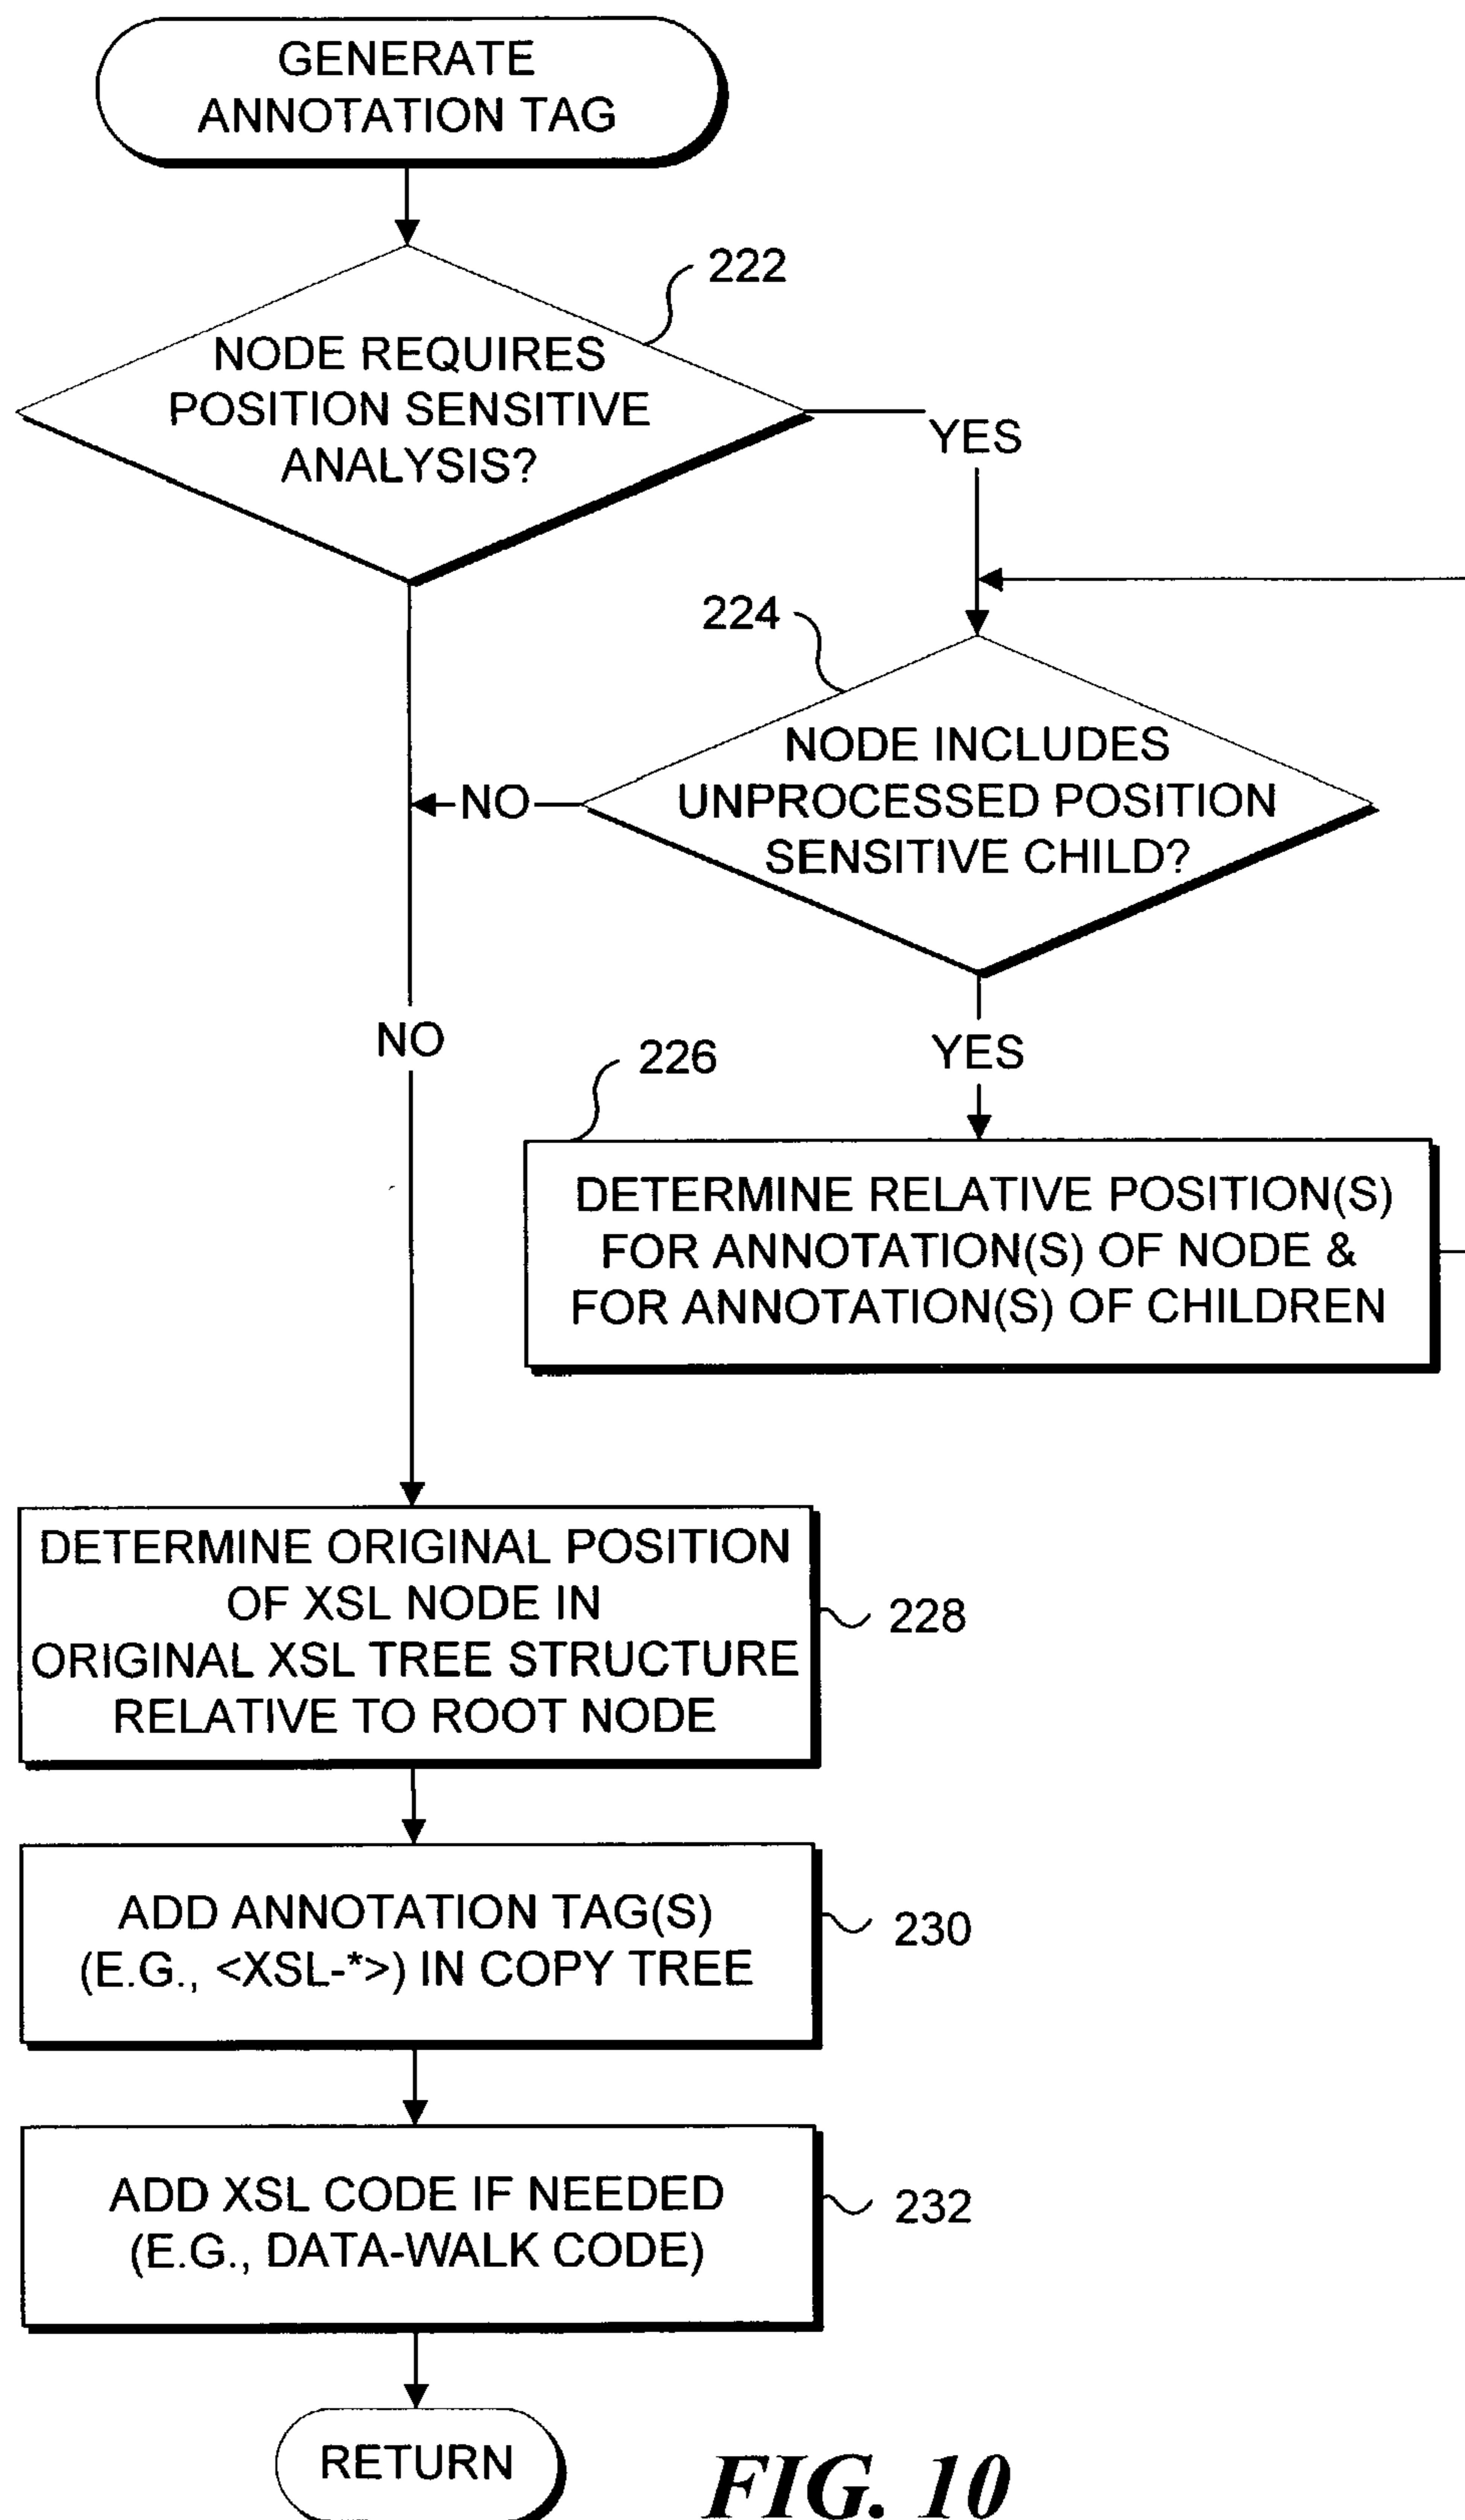 GENERATE
ANNOTATION TAG
222
NODE REQUIRES
POSITION SENSITIVE
ANALYSIS?
YES
224
NODE INCLUDES
UNPROCESSED POSITION
SENSITIVE CHILD?
NO
NO
YES
226
DETERMINE RELATIVE POSITION(S)
FOR ANNOTATION(S) OF NODE &
FOR ANNOTATION(S) OF CHILDREN
DETERMINE ORIGINAL POSITION
OF XSL NODE IN
ORIGINAL XSL TREE STRUCTURE
RELATIVE TO ROOT NODE
228
ADD ANNOTATION TAG(S)
(E.G., <XSL-*>) IN COPY TREE
230
ADD XSL CODE IF NEEDED
(E.G., DATA-WALK CODE)
232
RETURN
FIG. 10